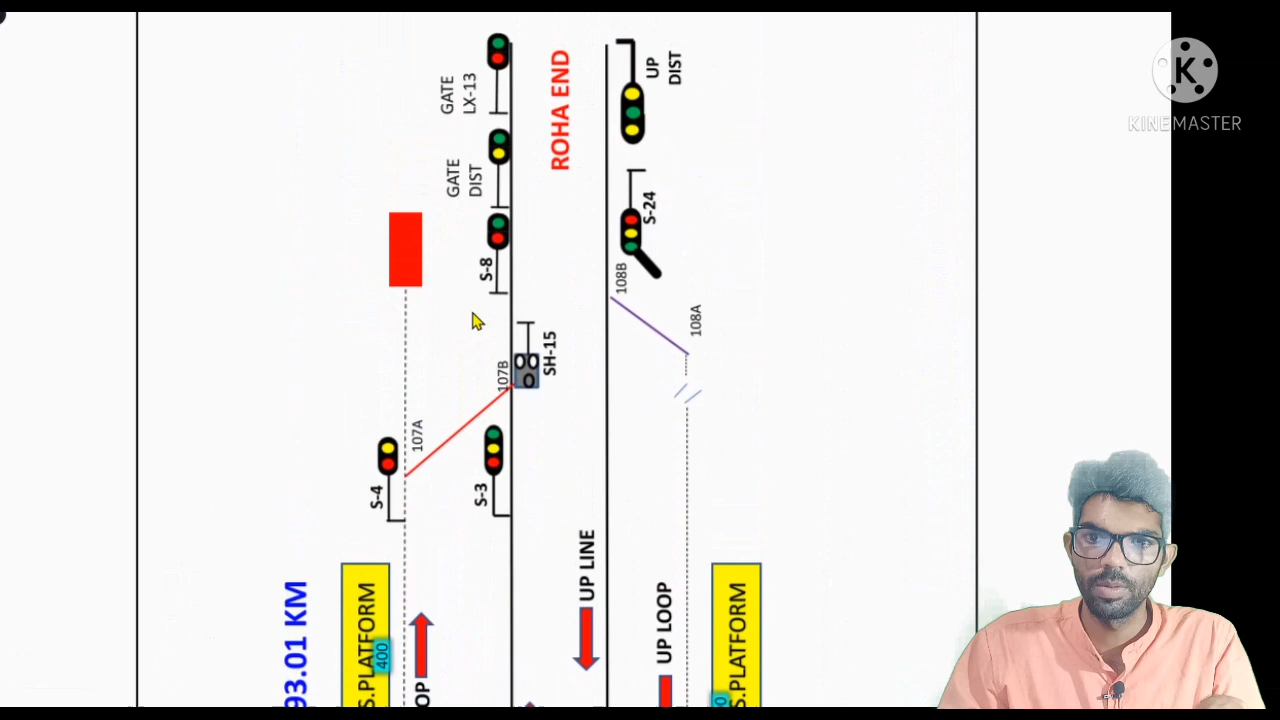 GATE
LX-13
ROHA END
UP
DIST
K
KINEMASTER
GATE
DIST
S-24
S-8
108B
108A
SH-15
107B
107A
S-4
S-3
UP LINE
93.01 KM
S.PLATFORM
400
OP
UP LOOP
S.PLATFORM
0